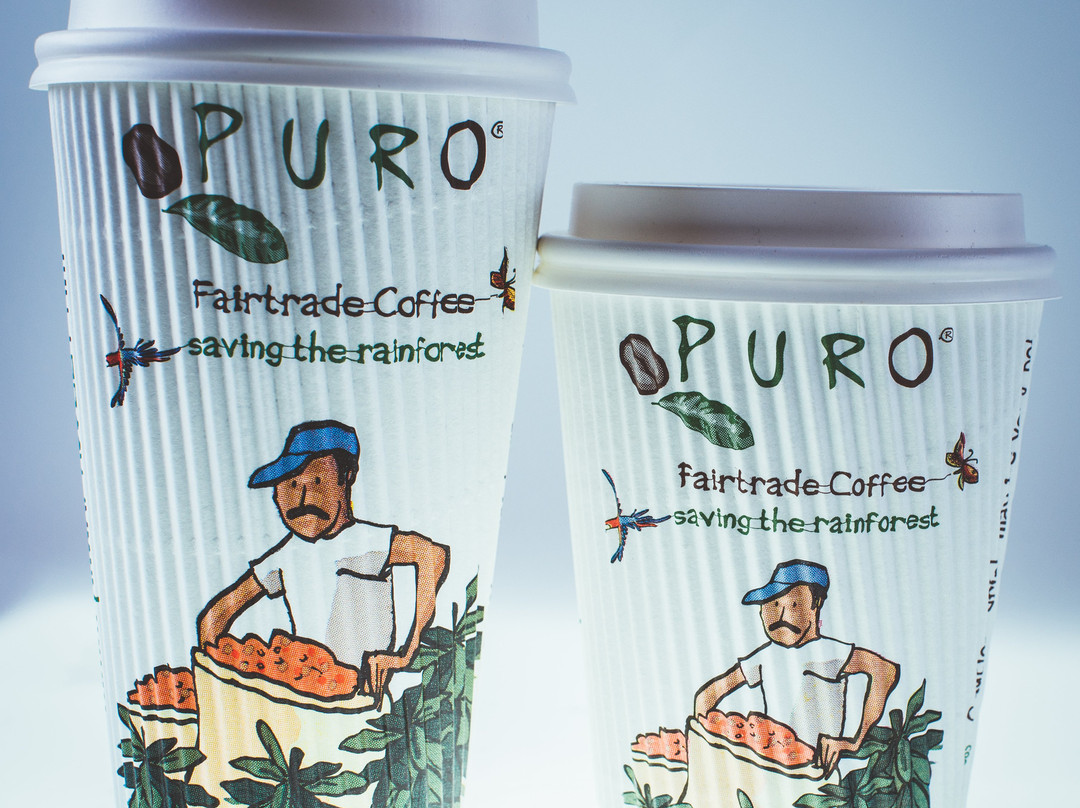 PURO®
Fairtrade Coffee
saving the rainforest
PURO®
Fairtrade Coffee
saving the rainforest